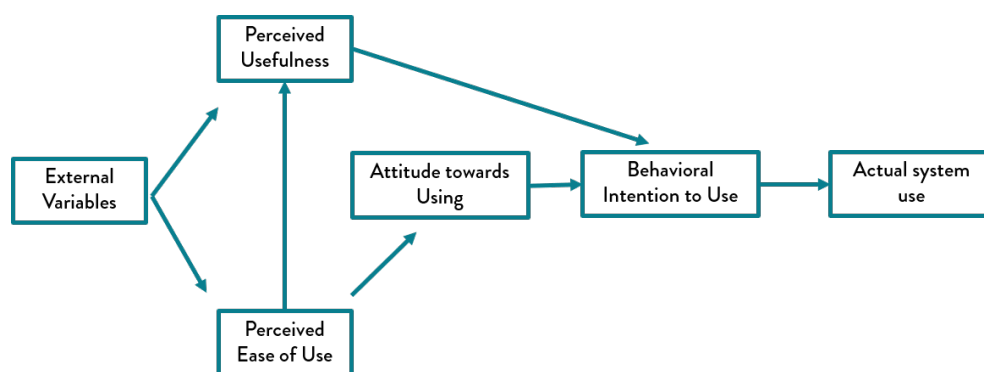 Perceived
Usefulness
External
Variables
Attitude towards
Using
Behavioral
Intention to Use
Actual system
use
Perceived
Ease of Use